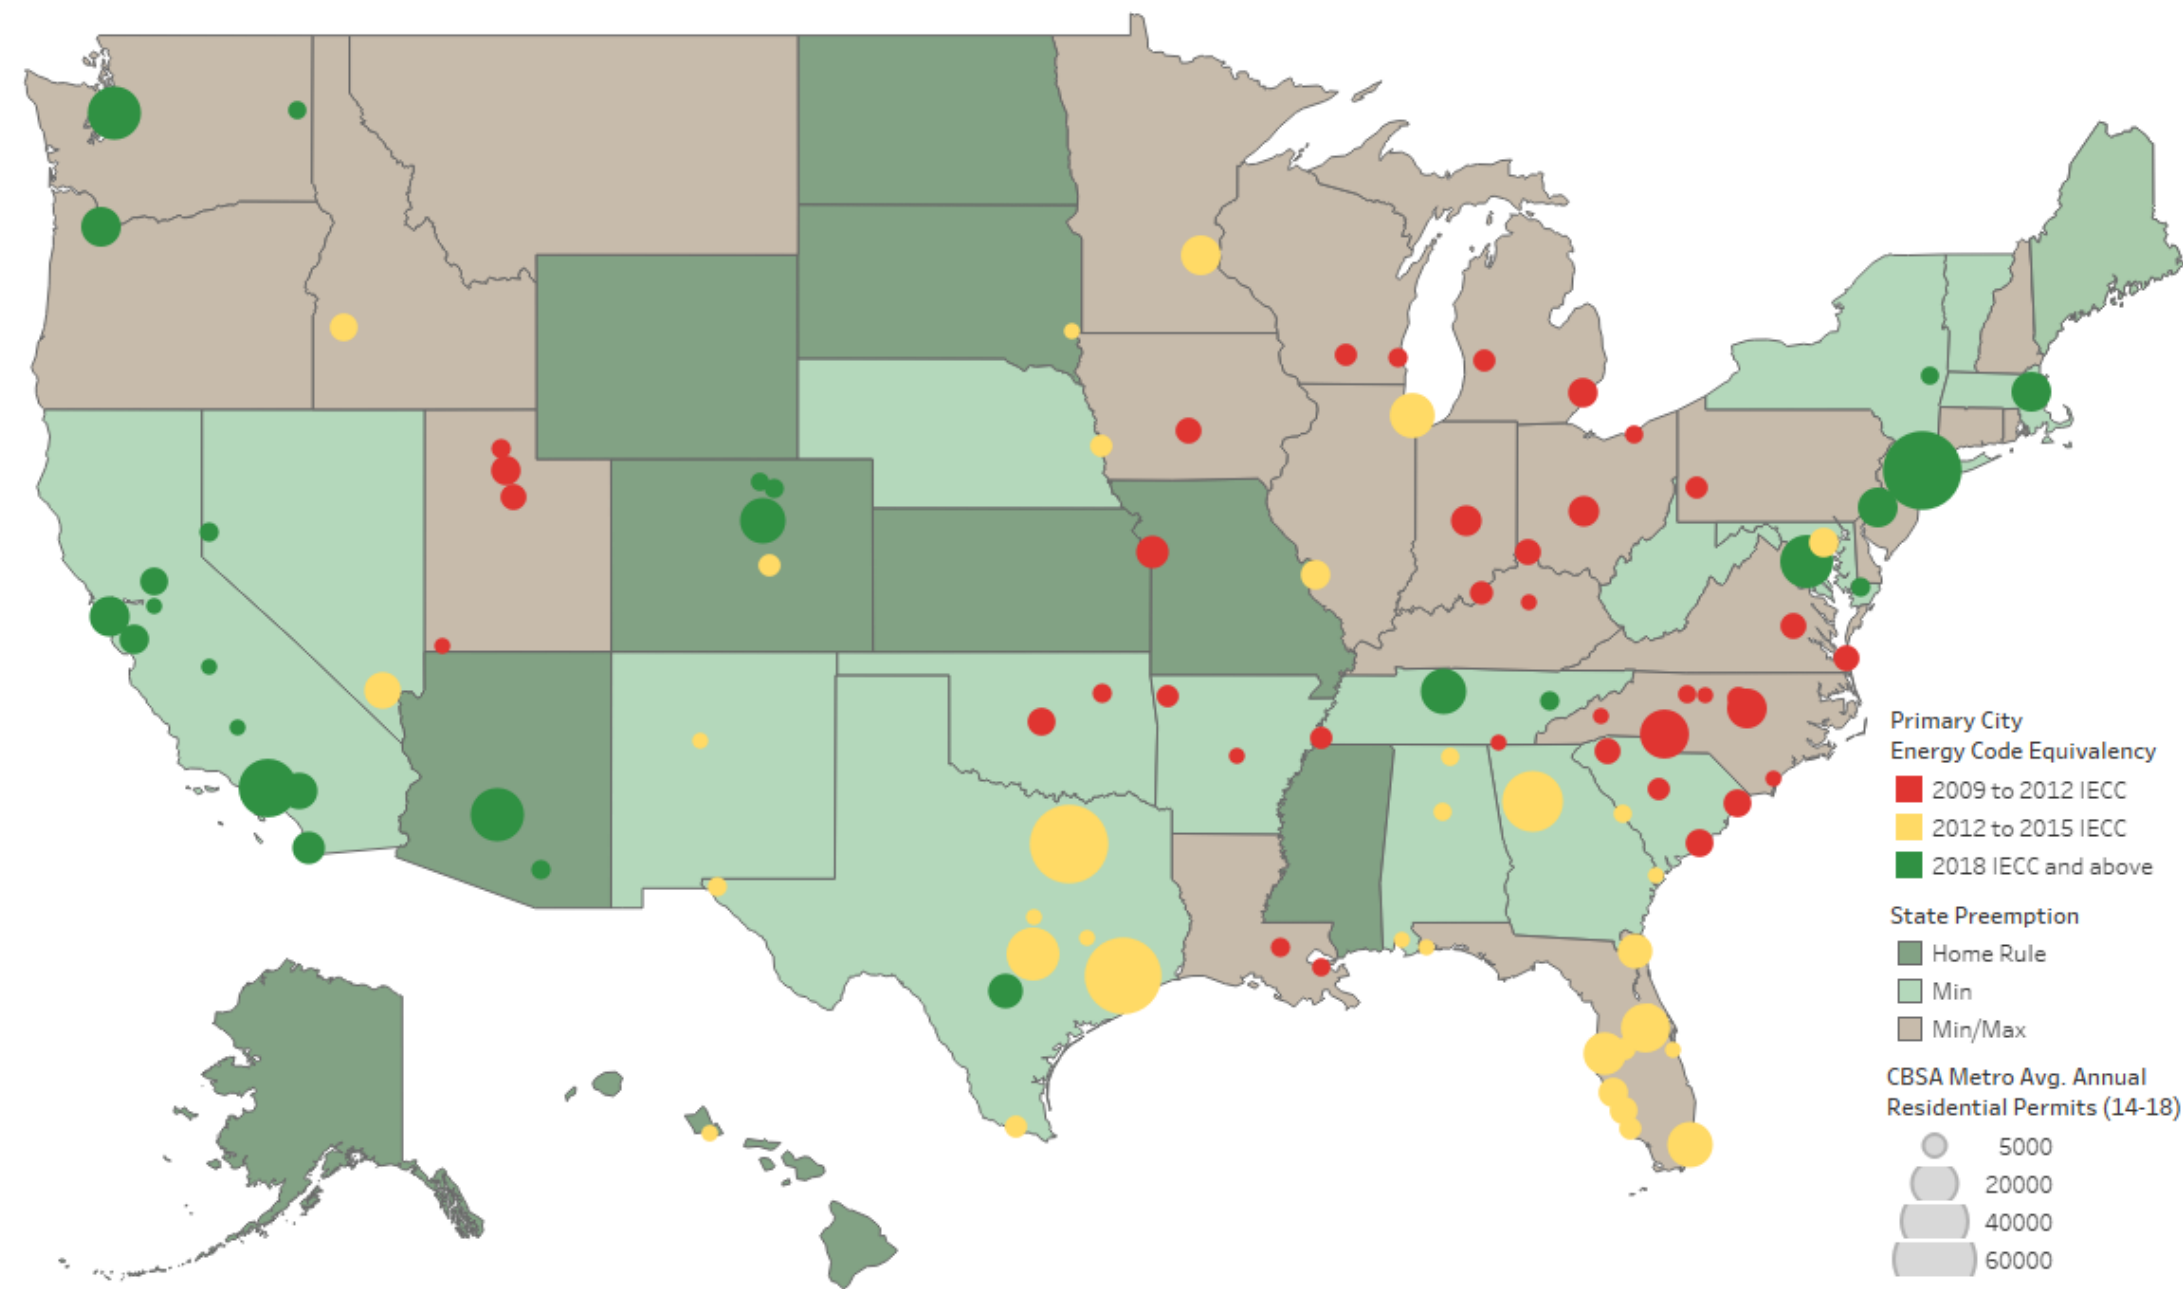 Primary City
Energy Code Equivalency
2009 to 2012 IECC
2012 to 2015 IECC
2018 IECC and above
State Preemption
Home Rule
Min
Min/Max
CBSA Metro Avg. Annual
Residential Permits (14-18)
5000
20000
40000
60000